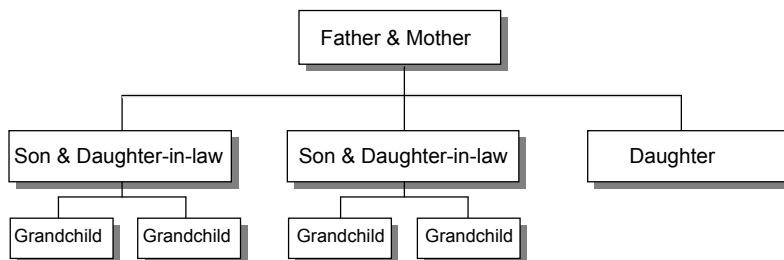 Father & Mother
Son & Daughter-in-law
Son & Daughter-in-law
Daughter
Grandchild
Grandchild
Grandchild
Grandchild